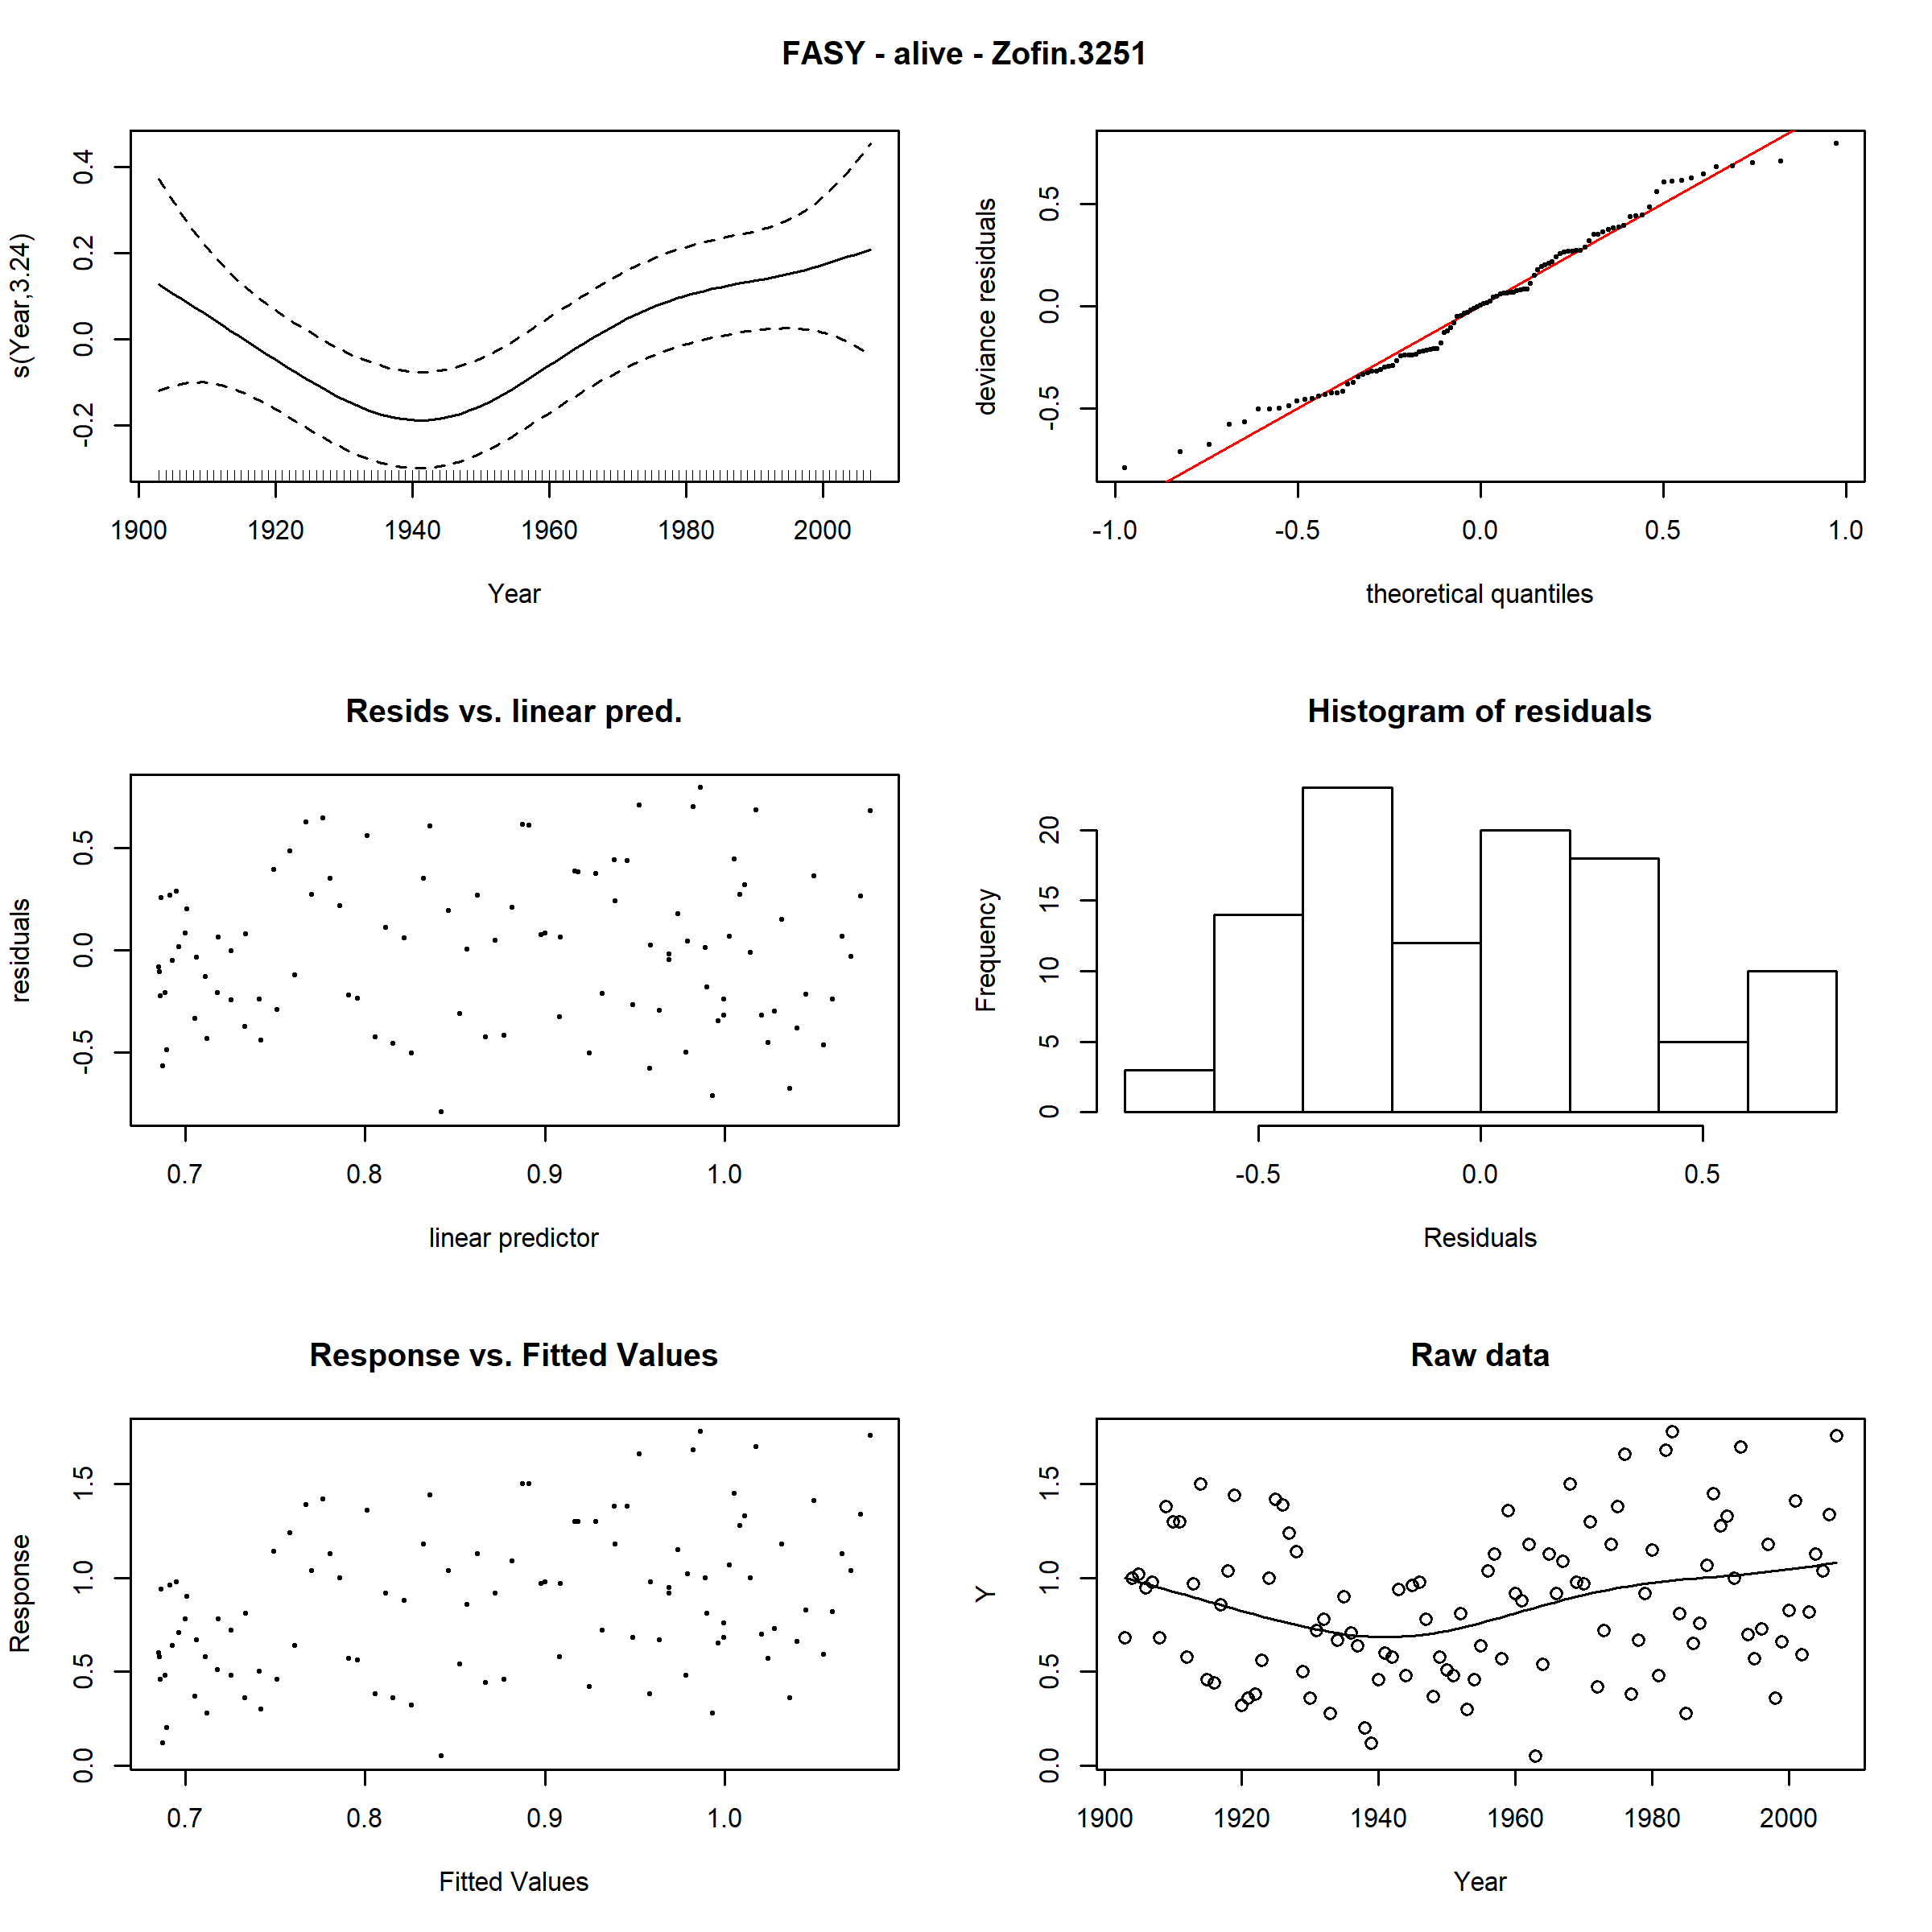 FASY - alive - Zofin.3251
s(Year,3.24)
-0.2 0.0 0.2 0.4
1900 1920 1940 1960 1980 2000
Year
deviance residuals
-0.5 0.0 0.5
-1.0 -0.5 0.0 0.5 1.0
theoretical quantiles
Resids vs. linear pred.
residuals
-0.5 0.0 0.5
0.7 0.8 0.9 1.0
linear predictor
Histogram of residuals
Frequency
0 5 10 15 20
-0.5 0.0 0.5
Residuals
Response vs. Fitted Values
Response
0.0 0.5 1.0 1.5
0.7 0.8 0.9 1.0
Fitted Values
Raw data
Y
0.0 0.5 1.0 1.5
1900 1920 1940 1960 1980 2000
Year